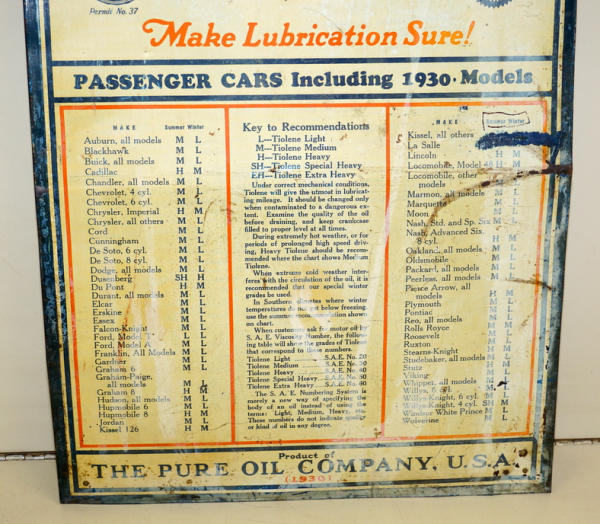 Permit No. 37
Make Lubrication Sure!
PASSENGER CARS Including 1930 · Models
MAKE Summer Winter
Auburn, all models M L
Blackhawk M L
Buick, all models M L
Cadillac H M
Chandler, all models M L
Chevrolet, 4 cyl. M L
Chevrolet, 6 cyl. M L
Chrysler, Imperial H M
Chrysler, all others M L
Cord M L
Cunningham M L
De Soto, 6 cyl. M L
De Soto, 8 cyl. M L
Dodge, all models M L
Dusenberg SH H
Du Pont H M
Durant, all models M L
Elcar M L
Erskine M L
Essex M L
Falcon-Knight M L
Ford, Model T L L
Ford, Model A M L
Franklin, All Models M L
Gardner M L
Graham 6 M L
Graham-Paige,
all models M L
Graham 8 H M
Hudson, all models M L
Hupmobile 6 M L
Hupmobile 8 H M
Jordan M L
Kissel 126 H M
Key to Recommendations
L---Tiolene Light
M---Tiolene Medium
H---Tiolene Heavy
SH---Tiolene Special Heavy
EH---Tiolene Extra Heavy
Under correct mechanical conditions,
Tiolene will give the utmost in lubricat-
ing mileage. It should be changed only
when contaminated to a dangerous ex-
tent. Examine the quality of the oil
before draining, and keep crankcase
filled to proper level at all times.
During extremely hot weather, or for
periods of prolonged high speed driv-
ing, Heavy Tiolene should be recom-
mended where the chart shows Medium
Tiolene.
When extreme cold weather inter-
feres with the circulation of the oil, it is
recommended that our special winter
grades be used.
In Southern climates where winter
temperatures do not get below freezing,
use the summer recommendation shown
on chart.
When customers ask for motor oil by
S. A. E. Viscosity Number, the follow-
ing table will show the grades of Tiolene
that correspond to these numbers.
Tiolene Light S.A.E. No. 20
Tiolene Medium S.A.E. No. 30
Tiolene Heavy S.A.E. No.
Tiolene Special Heavy S.A.E. No.
Tiolene Extra Heavy S.A.E. No.
The S. A. E. Numbering System is
merely a new way of specifying the
body of an oil instead of using the
terms: Light, Medium, Heavy, etc.
These numbers do not indicate quality
or kind of oil in any degree.
MAKE Summer Winter
Kissel, all others
La Salle
Lincoln H M
Locomobile, Model 48 H M
Locomobile, other
models M
Marmon, all models M L
Marquette M L
Moon M L
Nash, Std. and Sp. Six M L
Nash, Advanced Six,
8 cyl. H M
Oakland, all models M L
Oldsmobile M L
Packard, all models M L
Peerless, all models M L
Pierce Arrow, all
models H M
Plymouth M L
Pontiac M L
Reo, all models M L
Rolls Royce M M
Roosevelt M L
Ruxton M L
Stearns-Knight H M
Studebaker, all models M L
Stutz H M
Viking M L
Whippet, all models M L
Willys, 6 cyl. M L
Willys-Knight, 6 cyl. H M
Willys-Knight, 4 cyl. SH M
Windsor White Prince M L
Wolverine M L
Product of
THE PURE OIL COMPANY, U.S.A.
(1930)